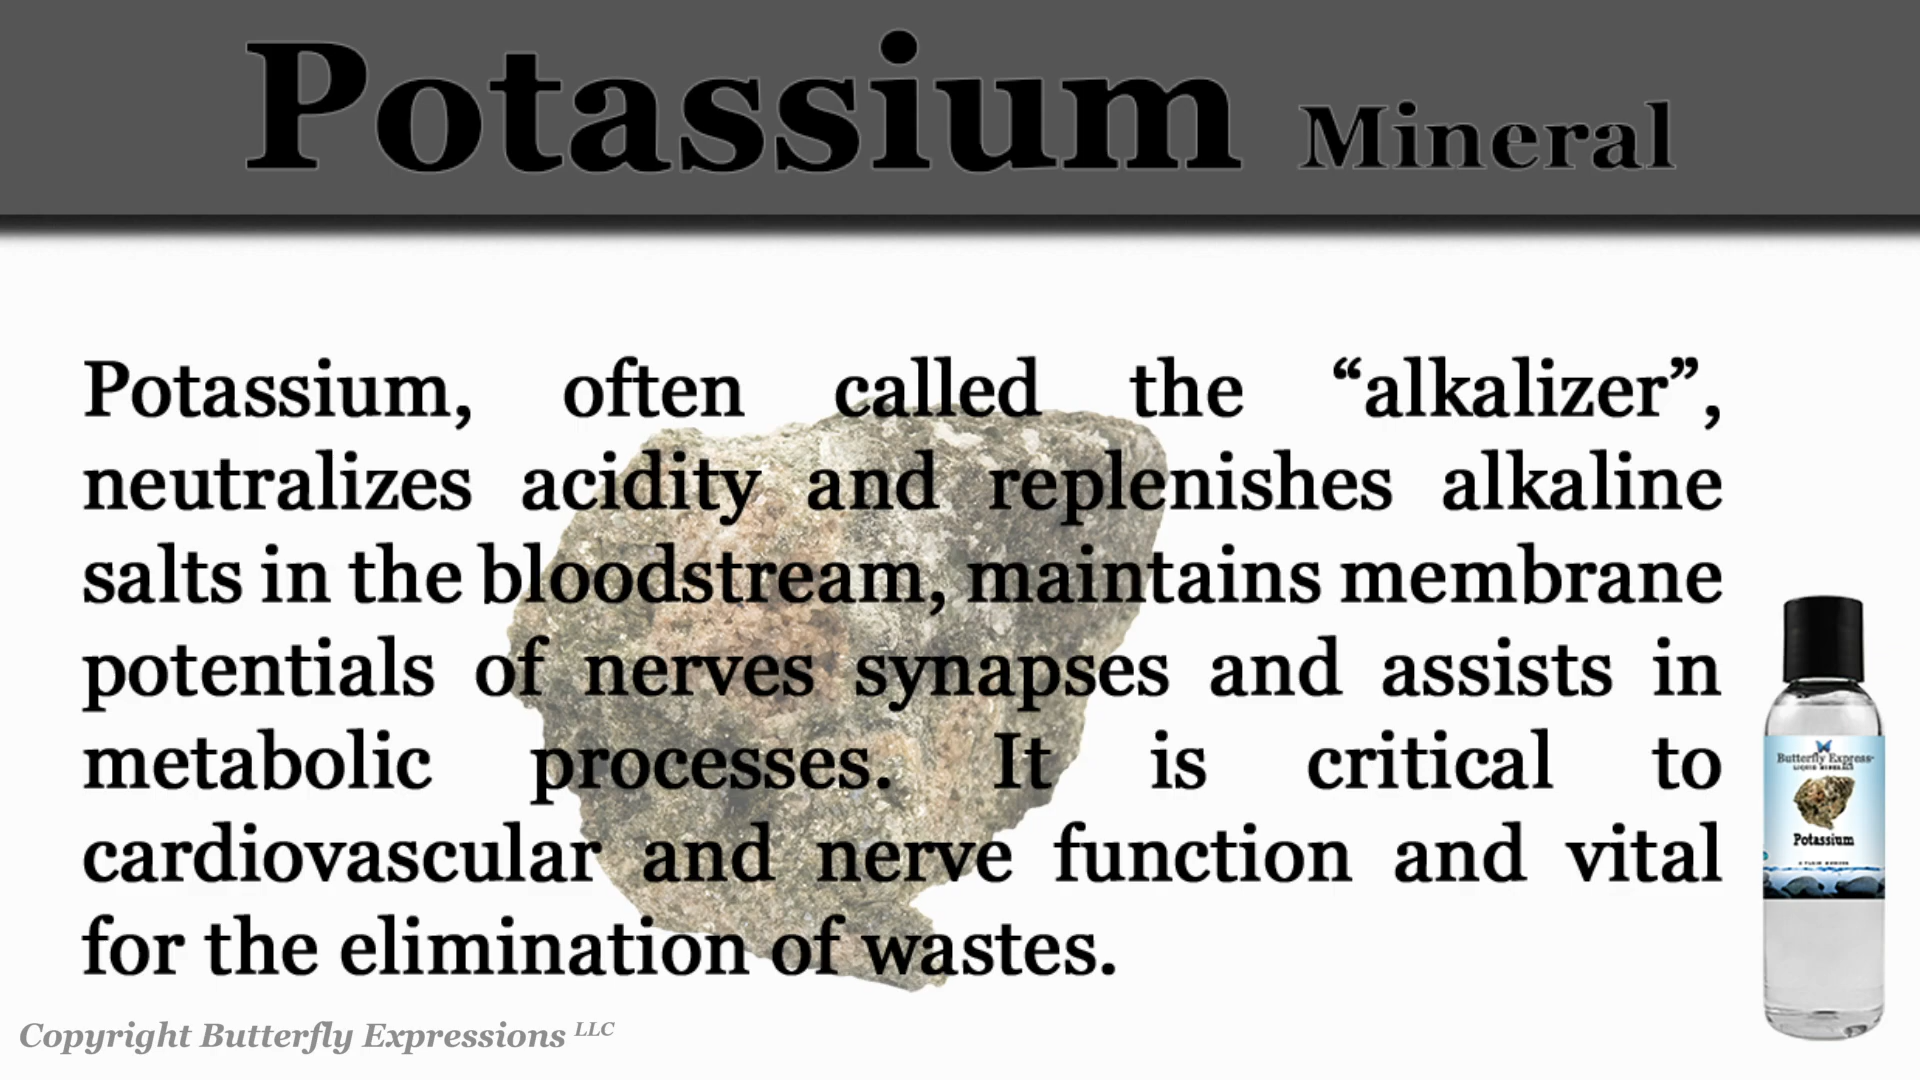 Potassium Mineral
Potassium, often called the “alkalizer”,
neutralizes acidity and replenishes alkaline
salts in the bloodstream, maintains membrane
potentials of nerves synapses and assists in
metabolic processes. It is critical to
cardiovascular and nerve function and vital
for the elimination of wastes.
Butterfly Express
LIQUID MINERALS
Potassium
Copyright Butterfly Expressions LLC